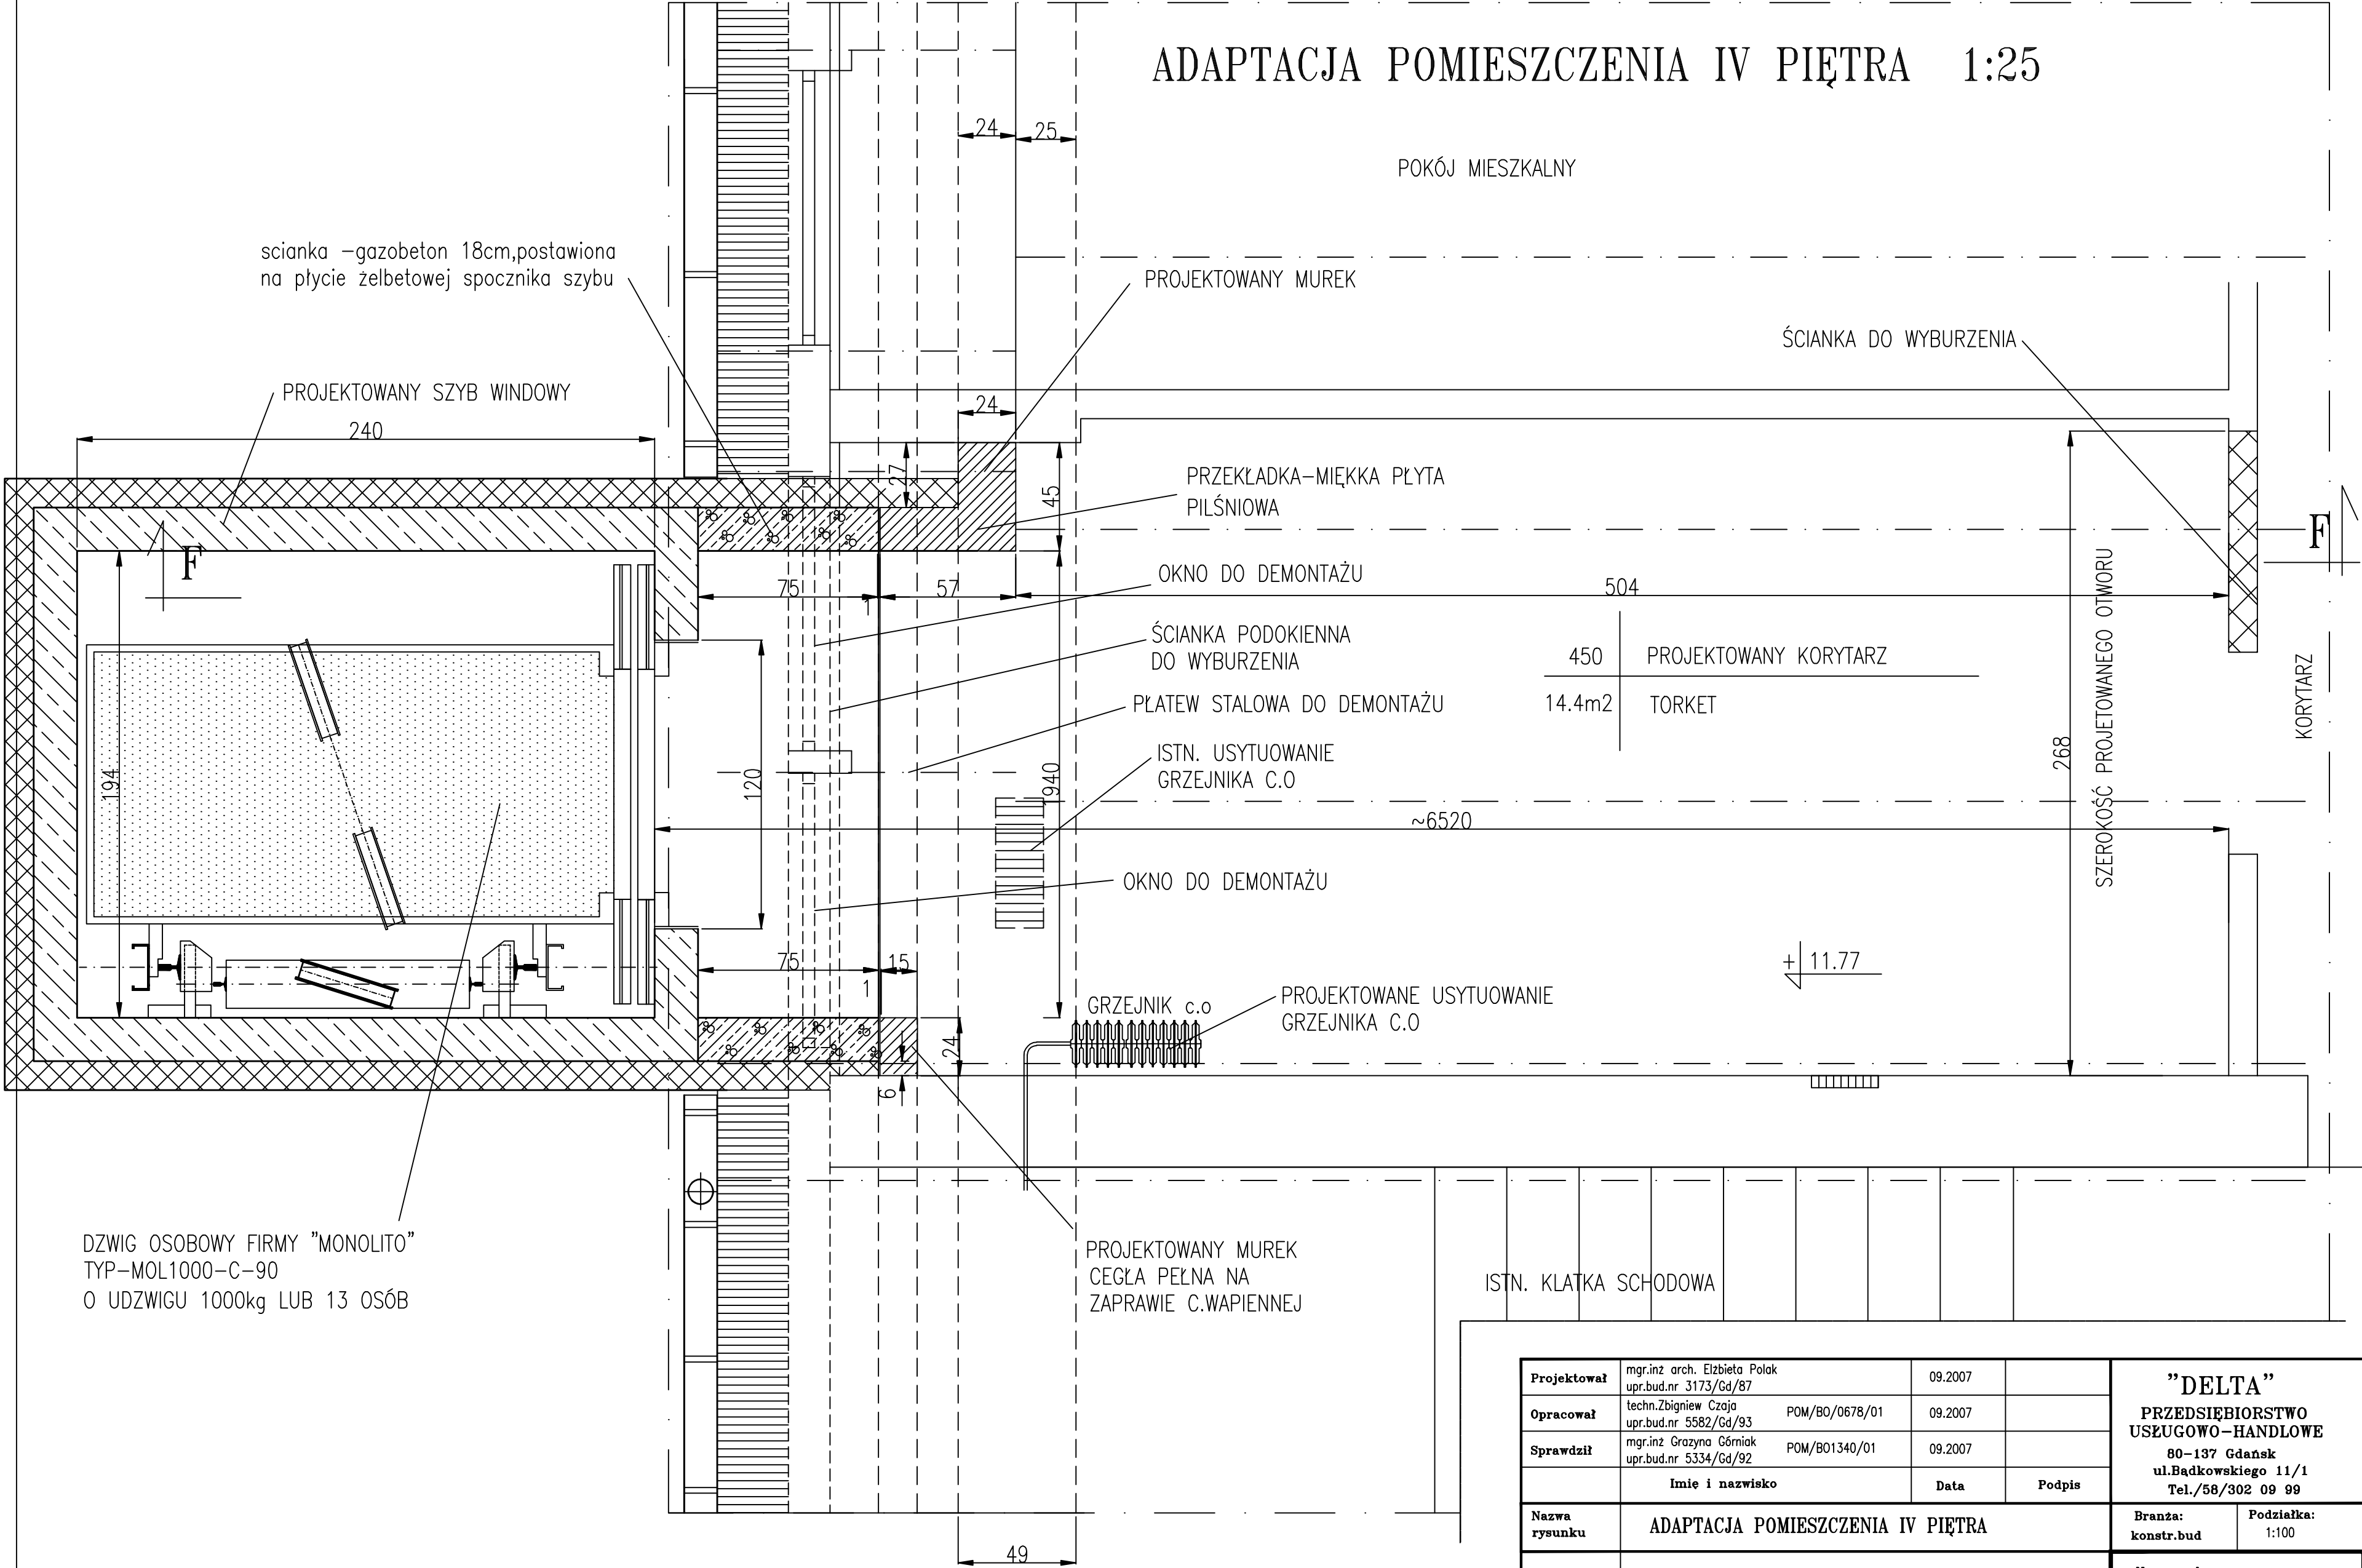 ADAPTACJA POMIESZCZENIA IV PIĘTRA 1:25
24
25
POKÓJ MIESZKALNY
scianka -gazobeton 18cm,postawiona
na płycie żelbetowej spocznika szybu
PROJEKTOWANY MUREK
ŚCIANKA DO WYBURZENIA
PROJEKTOWANY SZYB WINDOWY
240
24
27
45
PRZEKŁADKA-MIĘKKA PŁYTA
PILŚNIOWA
F
F
OKNO DO DEMONTAŻU
75
1
57
504
ŚCIANKA PODOKIENNA
DO WYBURZENIA
450 PROJEKTOWANY KORYTARZ
14.4m2 TORKET
PŁATEW STALOWA DO DEMONTAŻU
ISTN. USYTUOWANIE
GRZEJNIKA C.O
194
120
1940
268
SZEROKOŚĆ PROJETOWANEGO OTWORU
KORYTARZ
~6520
OKNO DO DEMONTAŻU
75
15
1
+ 11.77
GRZEJNIK c.o
PROJEKTOWANE USYTUOWANIE
GRZEJNIKA C.O
24
6
DZWIG OSOBOWY FIRMY "MONOLITO"
TYP-MOL1000-C-90
O UDZWIGU 1000kg LUB 13 OSÓB
PROJEKTOWANY MUREK
CEGŁA PEŁNA NA
ZAPRAWIE C.WAPIENNEJ
ISTN. KLATKA SCHODOWA
49
Projektował mgr.inż arch. Elżbieta Polak 09.2007
upr.bud.nr 3173/Gd/87
Opracował techn.Zbigniew Czaja POM/BO/0678/01 09.2007
upr.bud.nr 5582/Gd/93
Sprawdził mgr.inż Grazyna Górniak POM/BO1340/01 09.2007
upr.bud.nr 5334/Gd/92
Imię i nazwisko Data Podpis
"DELTA"
PRZEDSIĘBIORSTWO
USŁUGOWO-HANDLOWE
80-137 Gdańsk
ul.Bądkowskiego 11/1
Tel./58/302 09 99
Nazwa
rysunku
ADAPTACJA POMIESZCZENIA IV PIĘTRA
Branża:
konstr.bud
Podziałka:
1:100